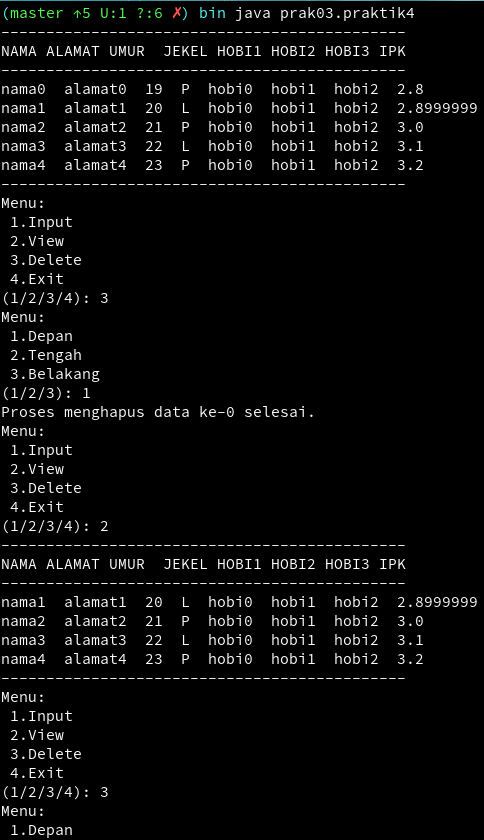 (master ↑5 U:1 ?:6 ✗) bin java prak03.praktik4
---------------------------------------------
NAMA ALAMAT UMUR  JEKEL HOBI1 HOBI2 HOBI3 IPK
---------------------------------------------
nama0  alamat0  19  P  hobi0  hobi1  hobi2  2.8
nama1  alamat1  20  L  hobi0  hobi1  hobi2  2.8999999
nama2  alamat2  21  P  hobi0  hobi1  hobi2  3.0
nama3  alamat3  22  L  hobi0  hobi1  hobi2  3.1
nama4  alamat4  23  P  hobi0  hobi1  hobi2  3.2
---------------------------------------------
Menu:
 1.Input
 2.View
 3.Delete
 4.Exit
(1/2/3/4): 3
Menu:
 1.Depan
 2.Tengah
 3.Belakang
(1/2/3): 1
Proses menghapus data ke-0 selesai.
Menu:
 1.Input
 2.View
 3.Delete
 4.Exit
(1/2/3/4): 2
---------------------------------------------
NAMA ALAMAT UMUR  JEKEL HOBI1 HOBI2 HOBI3 IPK
---------------------------------------------
nama1  alamat1  20  L  hobi0  hobi1  hobi2  2.8999999
nama2  alamat2  21  P  hobi0  hobi1  hobi2  3.0
nama3  alamat3  22  L  hobi0  hobi1  hobi2  3.1
nama4  alamat4  23  P  hobi0  hobi1  hobi2  3.2
---------------------------------------------
Menu:
 1.Input
 2.View
 3.Delete
 4.Exit
(1/2/3/4): 3
Menu:
 1.Depan